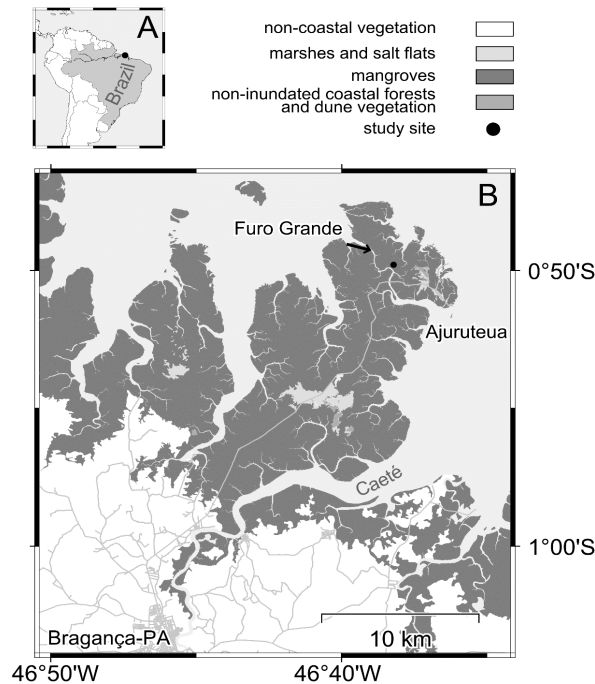 A
Brazil
non-coastal vegetation
marshes and salt flats
mangroves
non-inundated coastal forests
and dune vegetation
study site
B
Furo Grande
0°50'S
Ajuruteua
Caeté
1°00'S
10 km
Bragança-PA
46°50'W
46°40'W